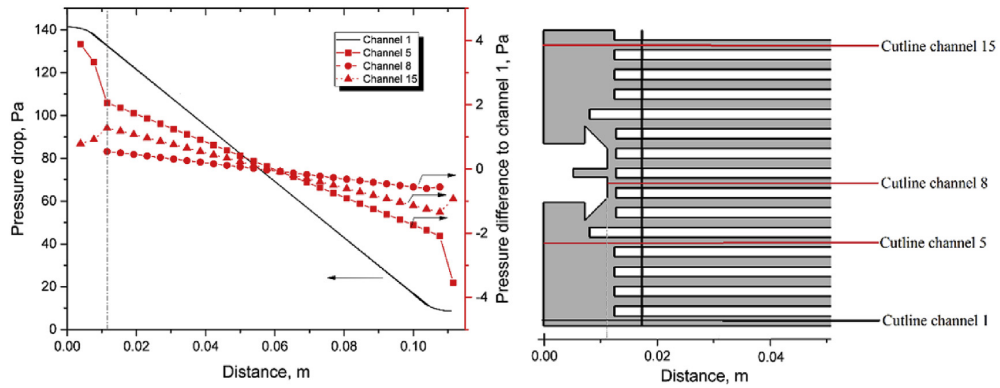 Pressure drop, Pa
140
120
100
80
60
40
20
0
0.00
0.02
0.04
0.06
0.08
0.10
Distance, m
Channel 1
Channel 5
Channel 8
Channel 15
4
2
0
-2
-4
Pressure difference to channel 1, Pa
Cutline channel 15
Cutline channel 8
Cutline channel 5
Cutline channel 1
0.00
0.02
0.04
Distance, m